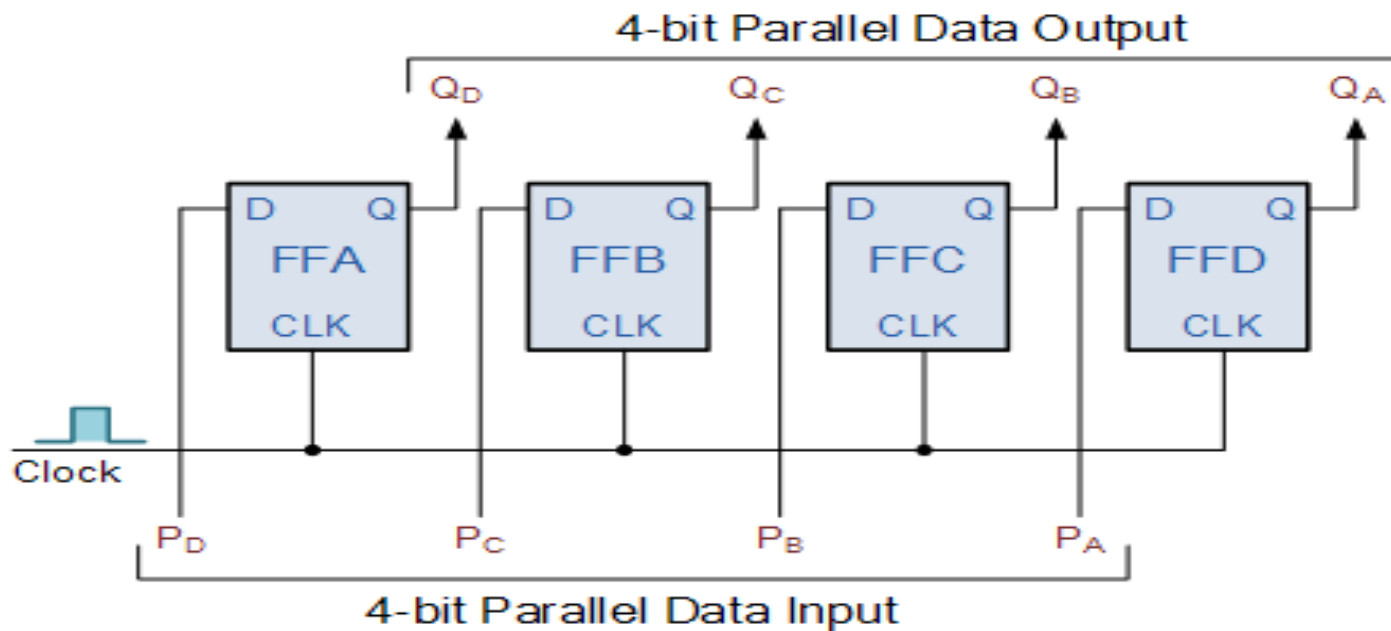 4-bit Parallel Data Output
QD QC QB QA
D Q D Q D Q D Q
FFA FFB FFC FFD
CLK CLK CLK CLK
Clock
PD PC PB PA
4-bit Parallel Data Input